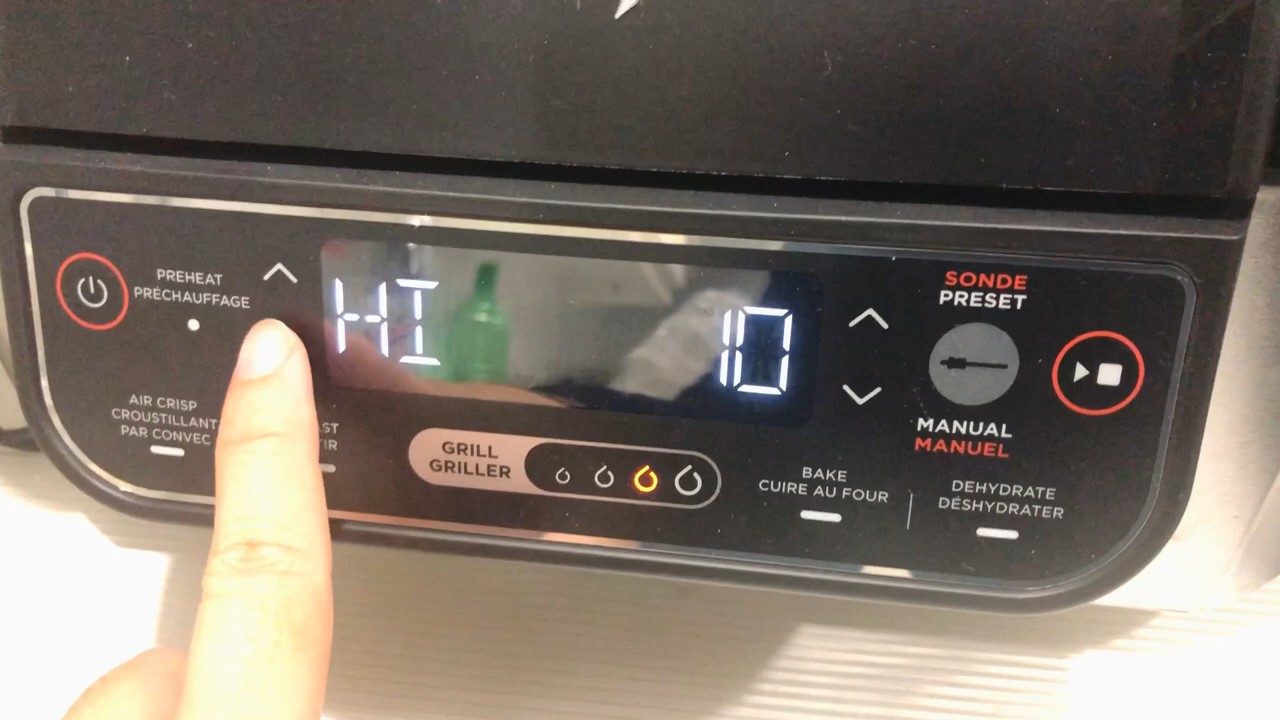 PREHEAT
PRÉCHAUFFAGE
HI
10
SONDE
PRESET
MANUAL
MANUEL
AIR CRISP
CROUSTILLANT
PAR CONVEC
GRILL
GRILLER
BAKE
CUIRE AU FOUR
DEHYDRATE
DÉSHYDRATER